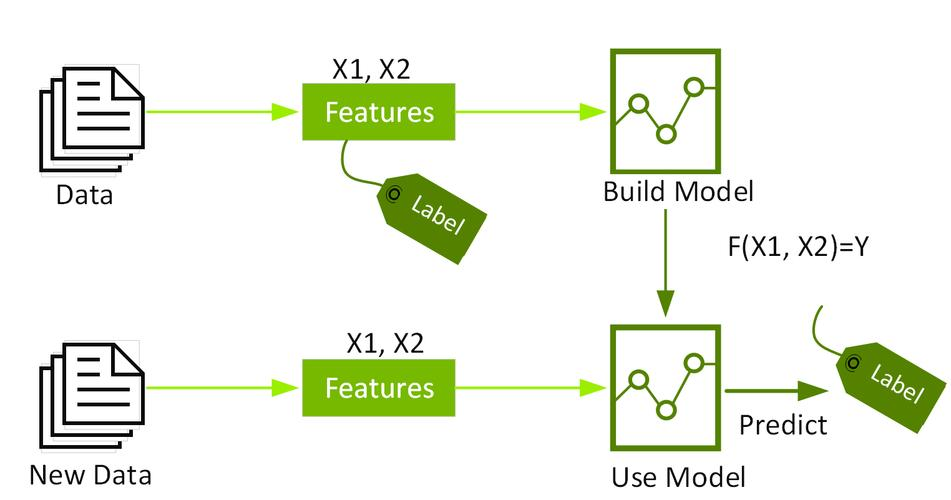 X1, X2
Features
Label
Data
Build Model
F(X1, X2)=Y
X1, X2
Features
Label
Predict
New Data
Use Model